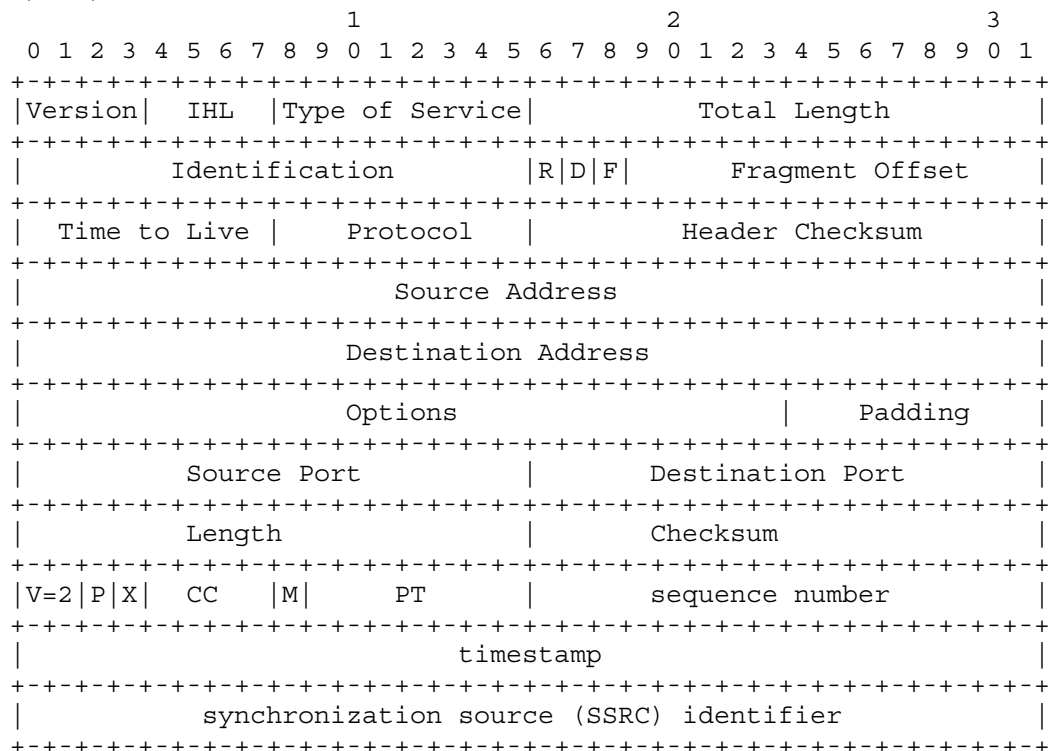 1 2 3
0 1 2 3 4 5 6 7 8 9 0 1 2 3 4 5 6 7 8 9 0 1 2 3 4 5 6 7 8 9 0 1
+-+-+-+-+-+-+-+-+-+-+-+-+-+-+-+-+-+-+-+-+-+-+-+-+-+-+-+-+-+-+-+-+
|Version| IHL |Type of Service| Total Length |
+-+-+-+-+-+-+-+-+-+-+-+-+-+-+-+-+-+-+-+-+-+-+-+-+-+-+-+-+-+-+-+-+
| Identification |R|D|F| Fragment Offset |
+-+-+-+-+-+-+-+-+-+-+-+-+-+-+-+-+-+-+-+-+-+-+-+-+-+-+-+-+-+-+-+-+
| Time to Live | Protocol | Header Checksum |
+-+-+-+-+-+-+-+-+-+-+-+-+-+-+-+-+-+-+-+-+-+-+-+-+-+-+-+-+-+-+-+-+
| Source Address |
+-+-+-+-+-+-+-+-+-+-+-+-+-+-+-+-+-+-+-+-+-+-+-+-+-+-+-+-+-+-+-+-+
| Destination Address |
+-+-+-+-+-+-+-+-+-+-+-+-+-+-+-+-+-+-+-+-+-+-+-+-+-+-+-+-+-+-+-+-+
| Options | Padding |
+-+-+-+-+-+-+-+-+-+-+-+-+-+-+-+-+-+-+-+-+-+-+-+-+-+-+-+-+-+-+-+-+
| Source Port | Destination Port |
+-+-+-+-+-+-+-+-+-+-+-+-+-+-+-+-+-+-+-+-+-+-+-+-+-+-+-+-+-+-+-+-+
| Length | Checksum |
+-+-+-+-+-+-+-+-+-+-+-+-+-+-+-+-+-+-+-+-+-+-+-+-+-+-+-+-+-+-+-+-+
|V=2|P|X| CC |M| PT | sequence number |
+-+-+-+-+-+-+-+-+-+-+-+-+-+-+-+-+-+-+-+-+-+-+-+-+-+-+-+-+-+-+-+-+
| timestamp |
+-+-+-+-+-+-+-+-+-+-+-+-+-+-+-+-+-+-+-+-+-+-+-+-+-+-+-+-+-+-+-+-+
| synchronization source (SSRC) identifier |
+-+-+-+-+-+-+-+-+-+-+-+-+-+-+-+-+-+-+-+-+-+-+-+-+-+-+-+-+-+-+-+-+